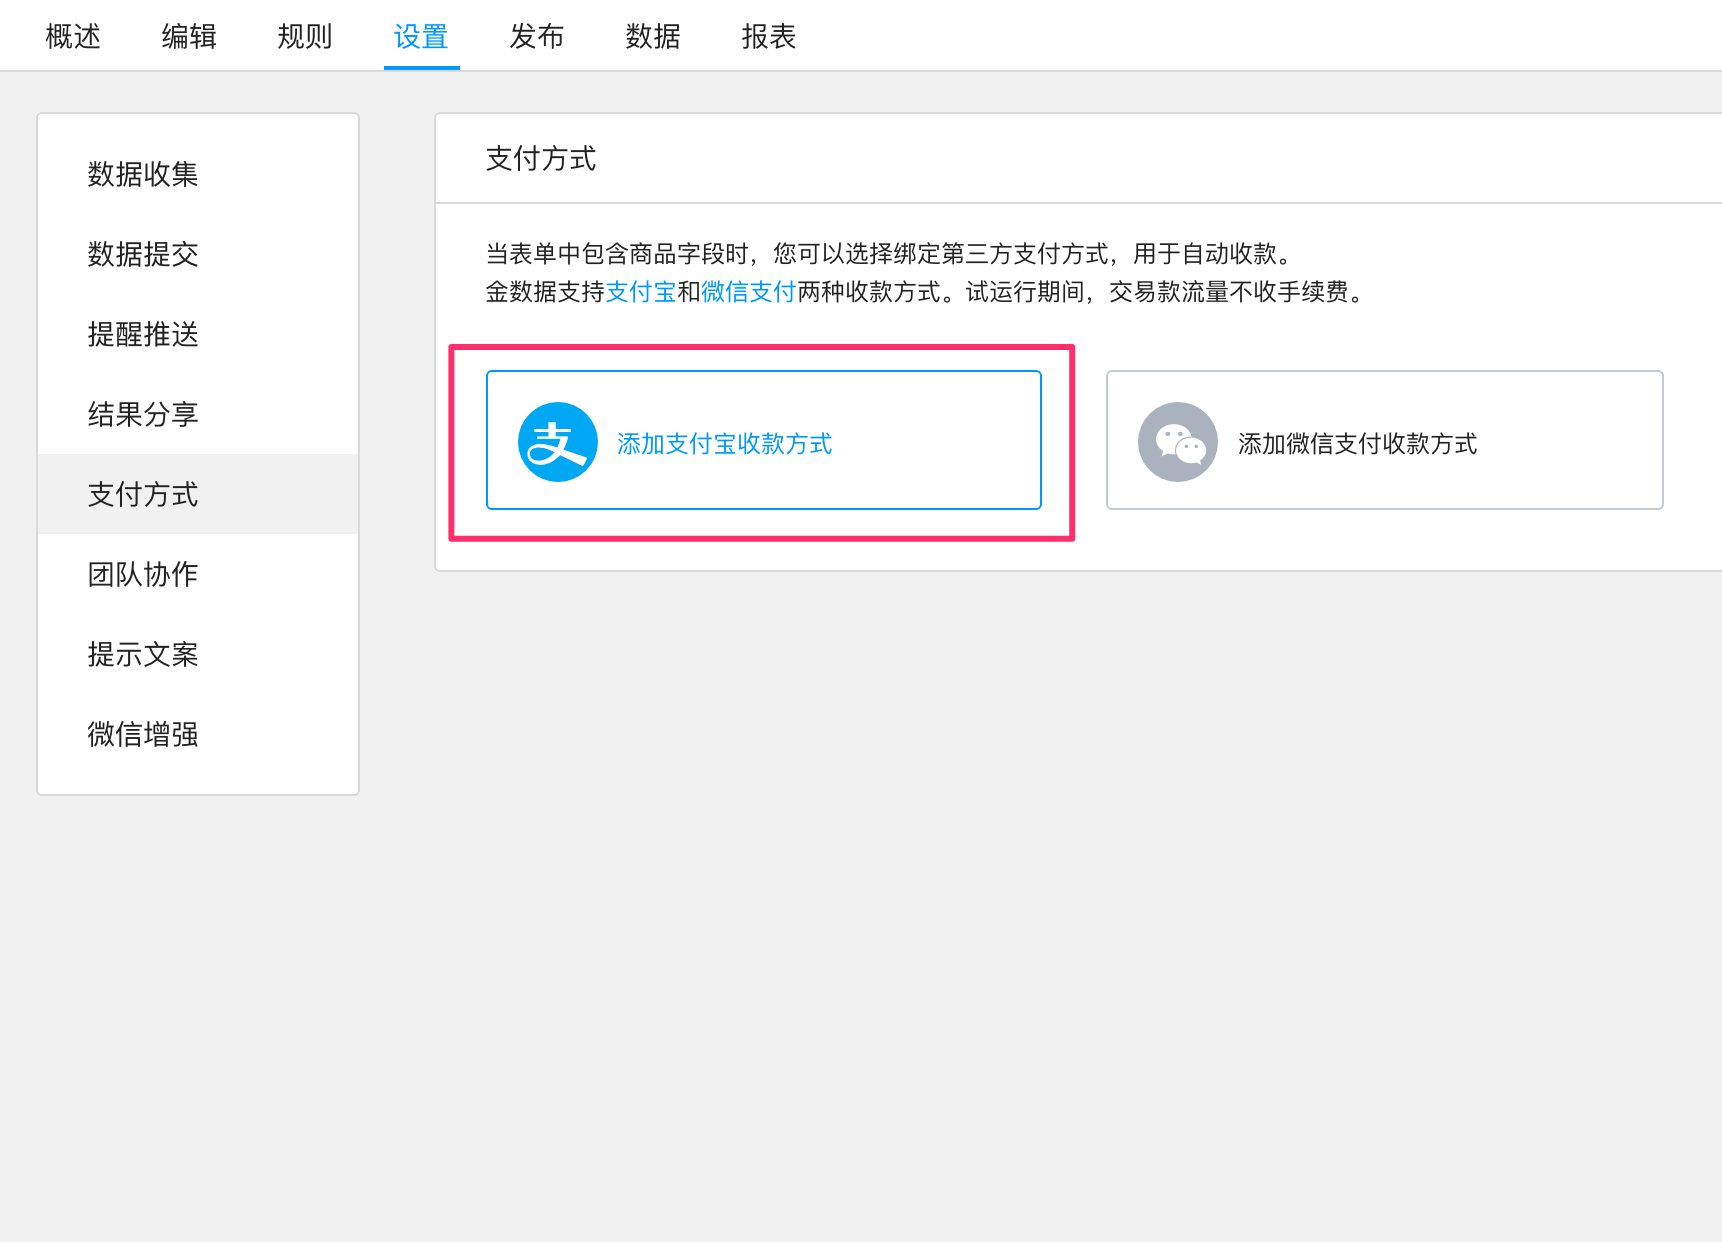 概述 编辑 规则 设置 发布 数据 报表
数据收集
数据提交
提醒推送
结果分享
支付方式
团队协作
提示文案
微信增强
支付方式
当表单中包含商品字段时，您可以选择绑定第三方支付方式，用于自动收款。
金数据支持支付宝和微信支付两种收款方式。试运行期间，交易款流量不收手续费。
支 添加支付宝收款方式
添加微信支付收款方式